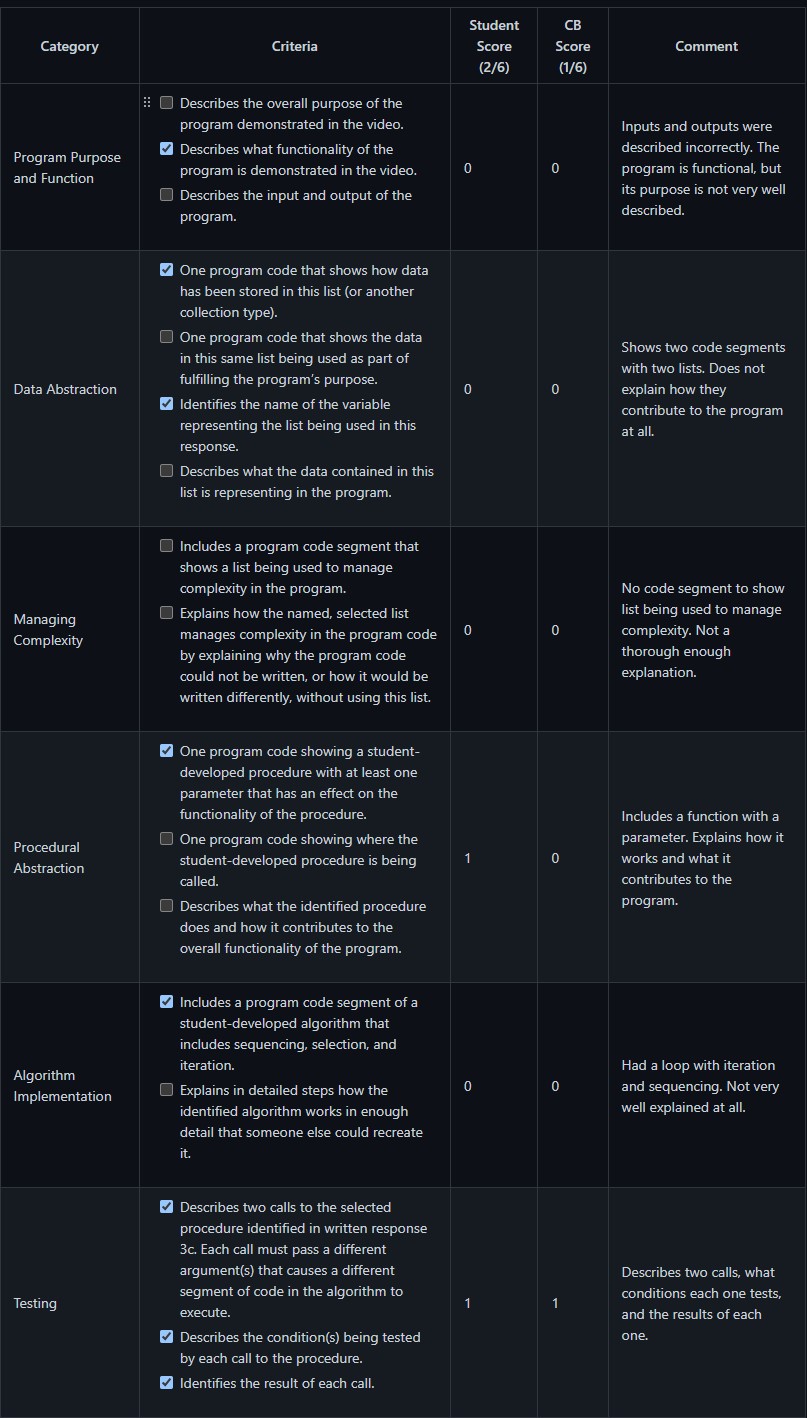 Category
Criteria
Student
Score
(2/6)
CB
Score
(1/6)
Comment
Program Purpose
and Function
Describes the overall purpose of the
program demonstrated in the video.
Describes what functionality of the
program is demonstrated in the video.
Describes the input and output of the
program.
0
0
Inputs and outputs were
described incorrectly. The
program is functional, but
its purpose is not very well
described.
Data Abstraction
One program code that shows how data
has been stored in this list (or another
collection type).
One program code that shows the data
in this same list being used as part of
fulfilling the program's purpose.
Identifies the name of the variable
representing the list being used in this
response.
Describes what the data contained in this
list is representing in the program.
0
0
Shows two code segments
with two lists. Does not
explain how they
contribute to the program
at all.
Managing
Complexity
Includes a program code segment that
shows a list being used to manage
complexity in the program.
Explains how the named, selected list
manages complexity in the program code
by explaining why the program code
could not be written, or how it would be
written differently, without using this list.
0
0
No code segment to show
list being used to manage
complexity. Not a
thorough enough
explanation.
Procedural
Abstraction
One program code showing a student-
developed procedure with at least one
parameter that has an effect on the
functionality of the procedure.
One program code showing where the
student-developed procedure is being
called.
Describes what the identified procedure
does and how it contributes to the
overall functionality of the program.
1
0
Includes a function with a
parameter. Explains how it
works and what it
contributes to the
program.
Algorithm
Implementation
Includes a program code segment of a
student-developed algorithm that
includes sequencing, selection, and
iteration.
Explains in detailed steps how the
identified algorithm works in enough
detail that someone else could recreate
it.
0
0
Had a loop with iteration
and sequencing. Not very
well explained at all.
Testing
Describes two calls to the selected
procedure identified in written response
3c. Each call must pass a different
argument(s) that causes a different
segment of code in the algorithm to
execute.
Describes the condition(s) being tested
by each call to the procedure.
Identifies the result of each call.
1
1
Describes two calls, what
conditions each one tests,
and the results of each
one.